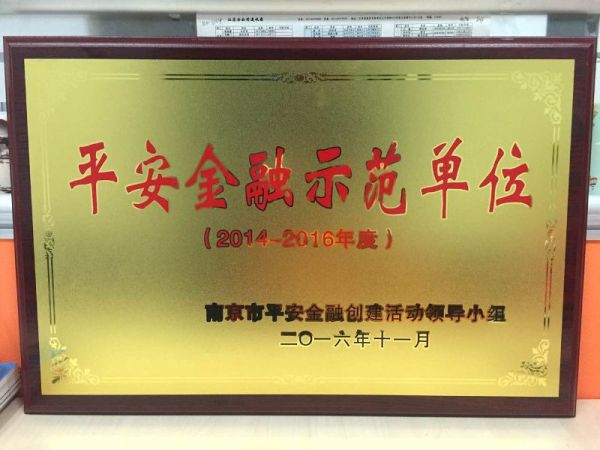 平安金融示范单位
（2014-2016年度）
南京市平安金融创建活动领导小组
二〇一六年十一月